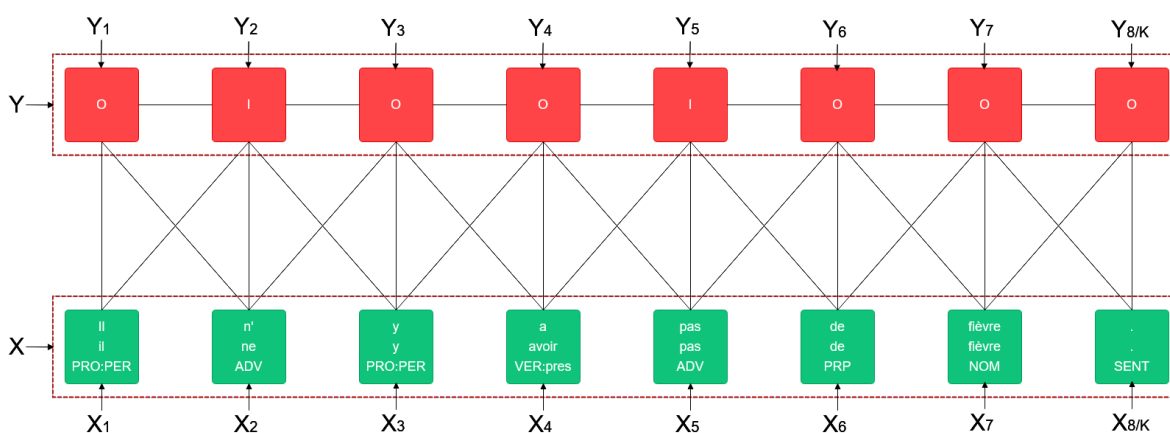 Y1 Y2 Y3 Y4 Y5 Y6 Y7 Y8/K
Y O I O O I O O O
Il n' y a pas de fièvre .
X il ne y avoir pas de fièvre .
PRO:PER ADV PRO:PER VER:pres ADV PRP NOM SENT
X1 X2 X3 X4 X5 X6 X7 X8/K